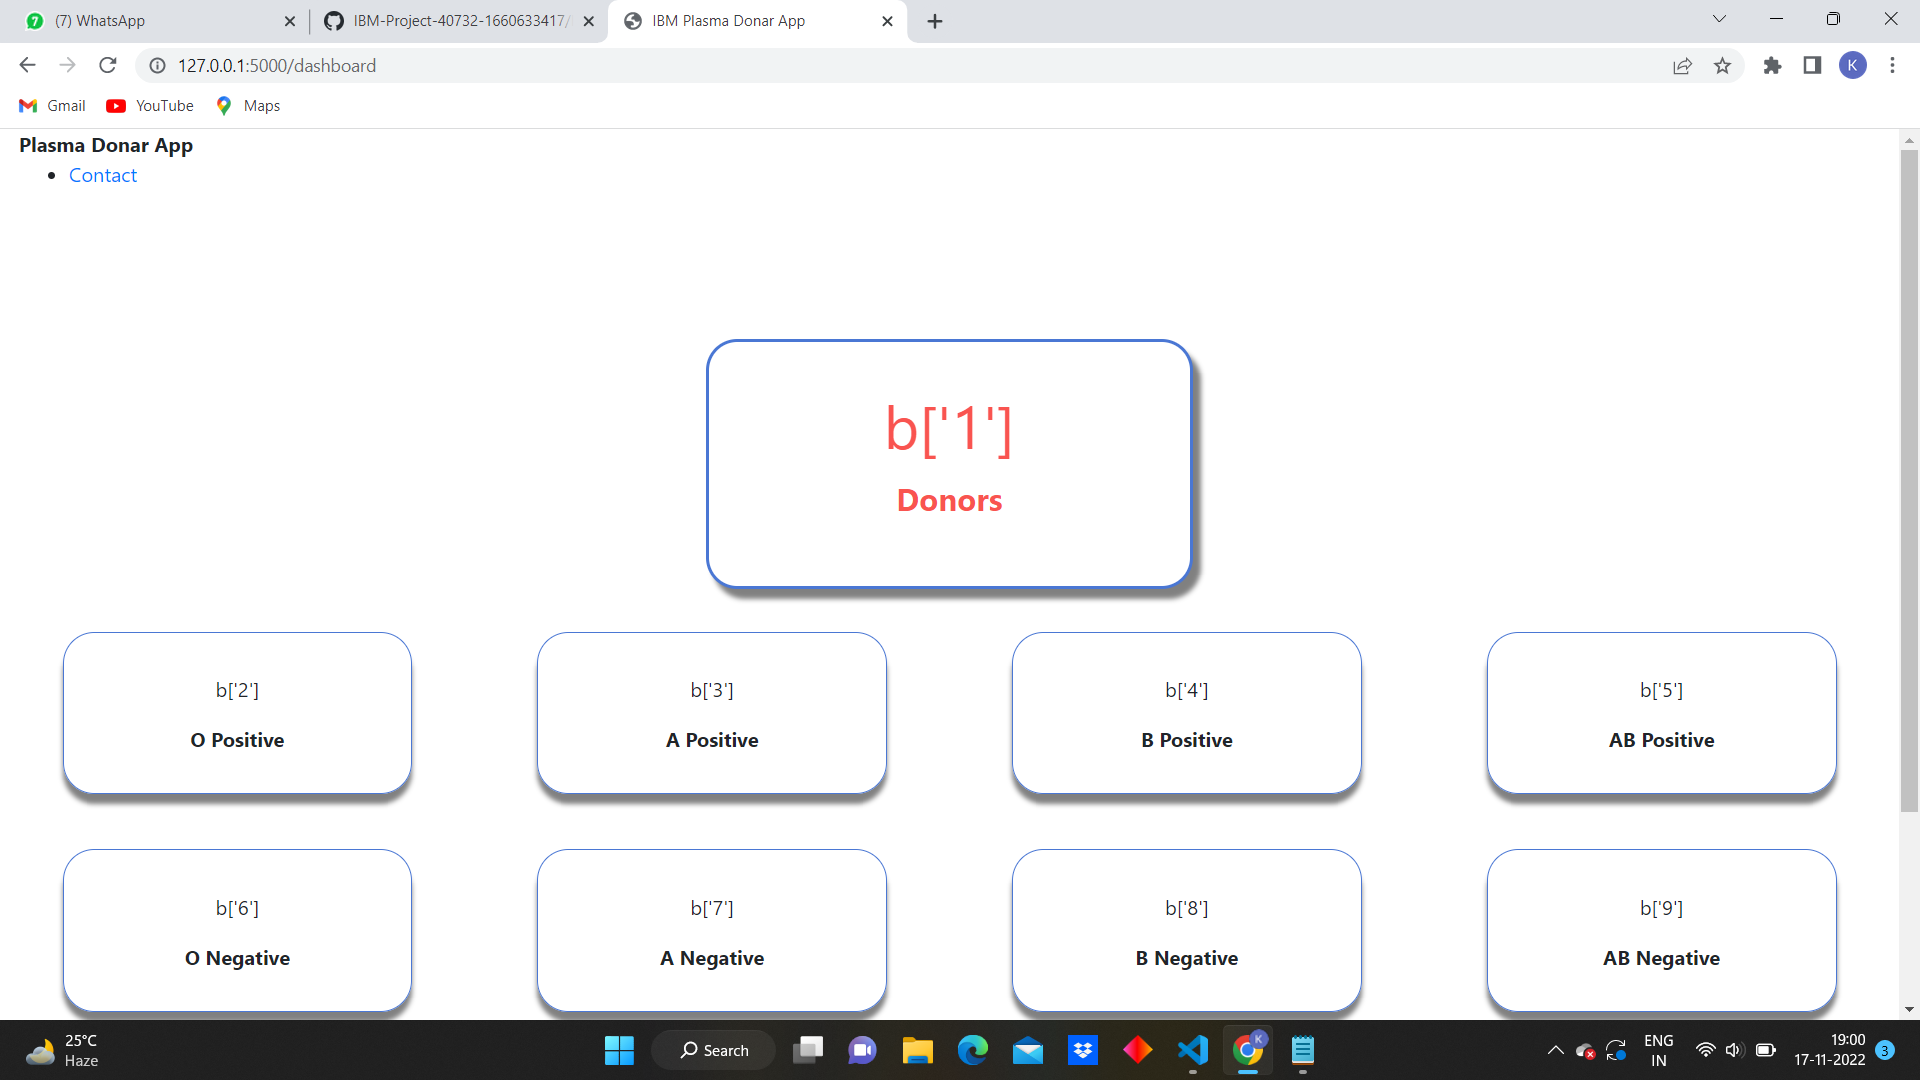 (7) WhatsApp
IBM-Project-40732-1660633417/
IBM Plasma Donar App
127.0.0.1:5000/dashboard
K
Gmail
YouTube
Maps
Plasma Donar App
Contact
b['1']
Donors
b['2']
O Positive
b['3']
A Positive
b['4']
B Positive
b['5']
AB Positive
b['6']
O Negative
b['7']
A Negative
b['8']
B Negative
b['9']
AB Negative
25°C
Haze
Search
K
ENG
IN
19:00
17-11-2022
3